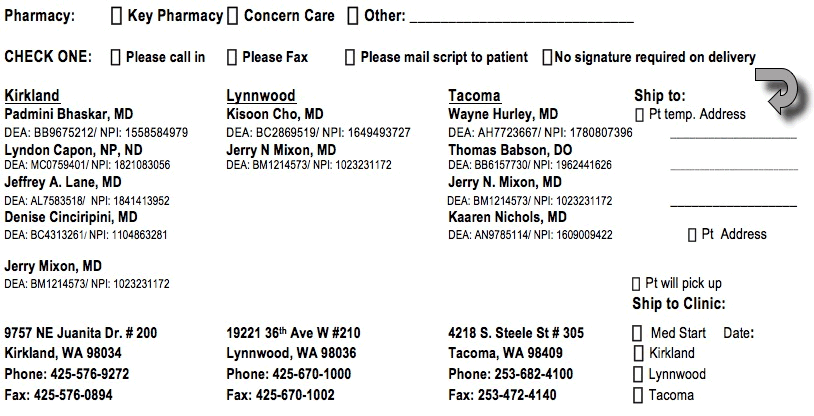 Pharmacy: Key Pharmacy Concern Care Other: ____________________________
CHECK ONE: Please call in Please Fax Please mail script to patient No signature required on delivery
Kirkland
Padmini Bhaskar, MD
DEA: BB9675212/ NPI: 1558584979
Lyndon Capon, NP, ND
DEA: MC0759401/ NPI: 1821083056
Jeffrey A. Lane, MD
DEA: AL7583518/ NPI: 1841413952
Denise Cinciripini, MD
DEA: BC4313261/ NPI: 1104863281
Jerry Mixon, MD
DEA: BM1214573/ NPI: 1023231172
9757 NE Juanita Dr. # 200
Kirkland, WA 98034
Phone: 425-576-9272
Fax: 425-576-0894
Lynnwood
Kisoon Cho, MD
DEA: BC2869519/ NPI: 1649493727
Jerry N Mixon, MD
DEA: BM1214573/ NPI: 1023231172
19221 36th Ave W #210
Lynnwood, WA 98036
Phone: 425-670-1000
Fax: 425-670-1002
Tacoma
Wayne Hurley, MD
DEA: AH7723667/ NPI: 1780807396
Thomas Babson, DO
DEA: BB6157730/ NPI: 1962441626
Jerry N. Mixon, MD
DEA: BM1214573/ NPI: 1023231172
Kaaren Nichols, MD
DEA: AN9785114/ NPI: 1609009422
4218 S. Steele St # 305
Tacoma, WA 98409
Phone: 253-682-4100
Fax: 253-472-4140
Ship to:
Pt temp. Address
Pt Address
Pt will pick up
Ship to Clinic:
Med Start Date:
Kirkland
Lynnwood
Tacoma